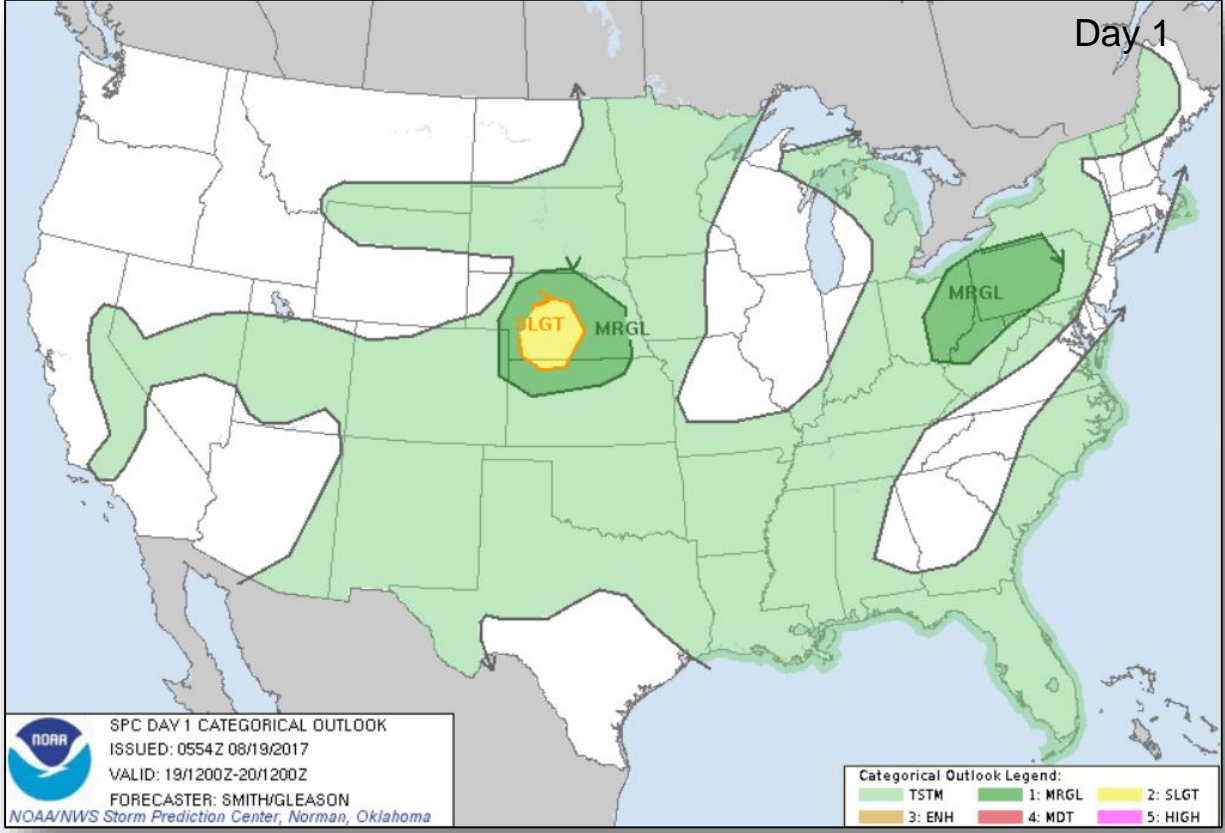 Day 1
SLGT
MRGL
MRGL
NOAA
SPC DAY 1 CATEGORICAL OUTLOOK
ISSUED: 0554Z 08/19/2017
VALID: 19/1200Z-20/1200Z
FORECASTER: SMITH/GLEASON
NOAA/NWS Storm Prediction Center, Norman, Oklahoma
Categorical Outlook Legend:
TSTM 1: MRGL 2: SLGT
3: ENH 4: MDT 5: HIGH